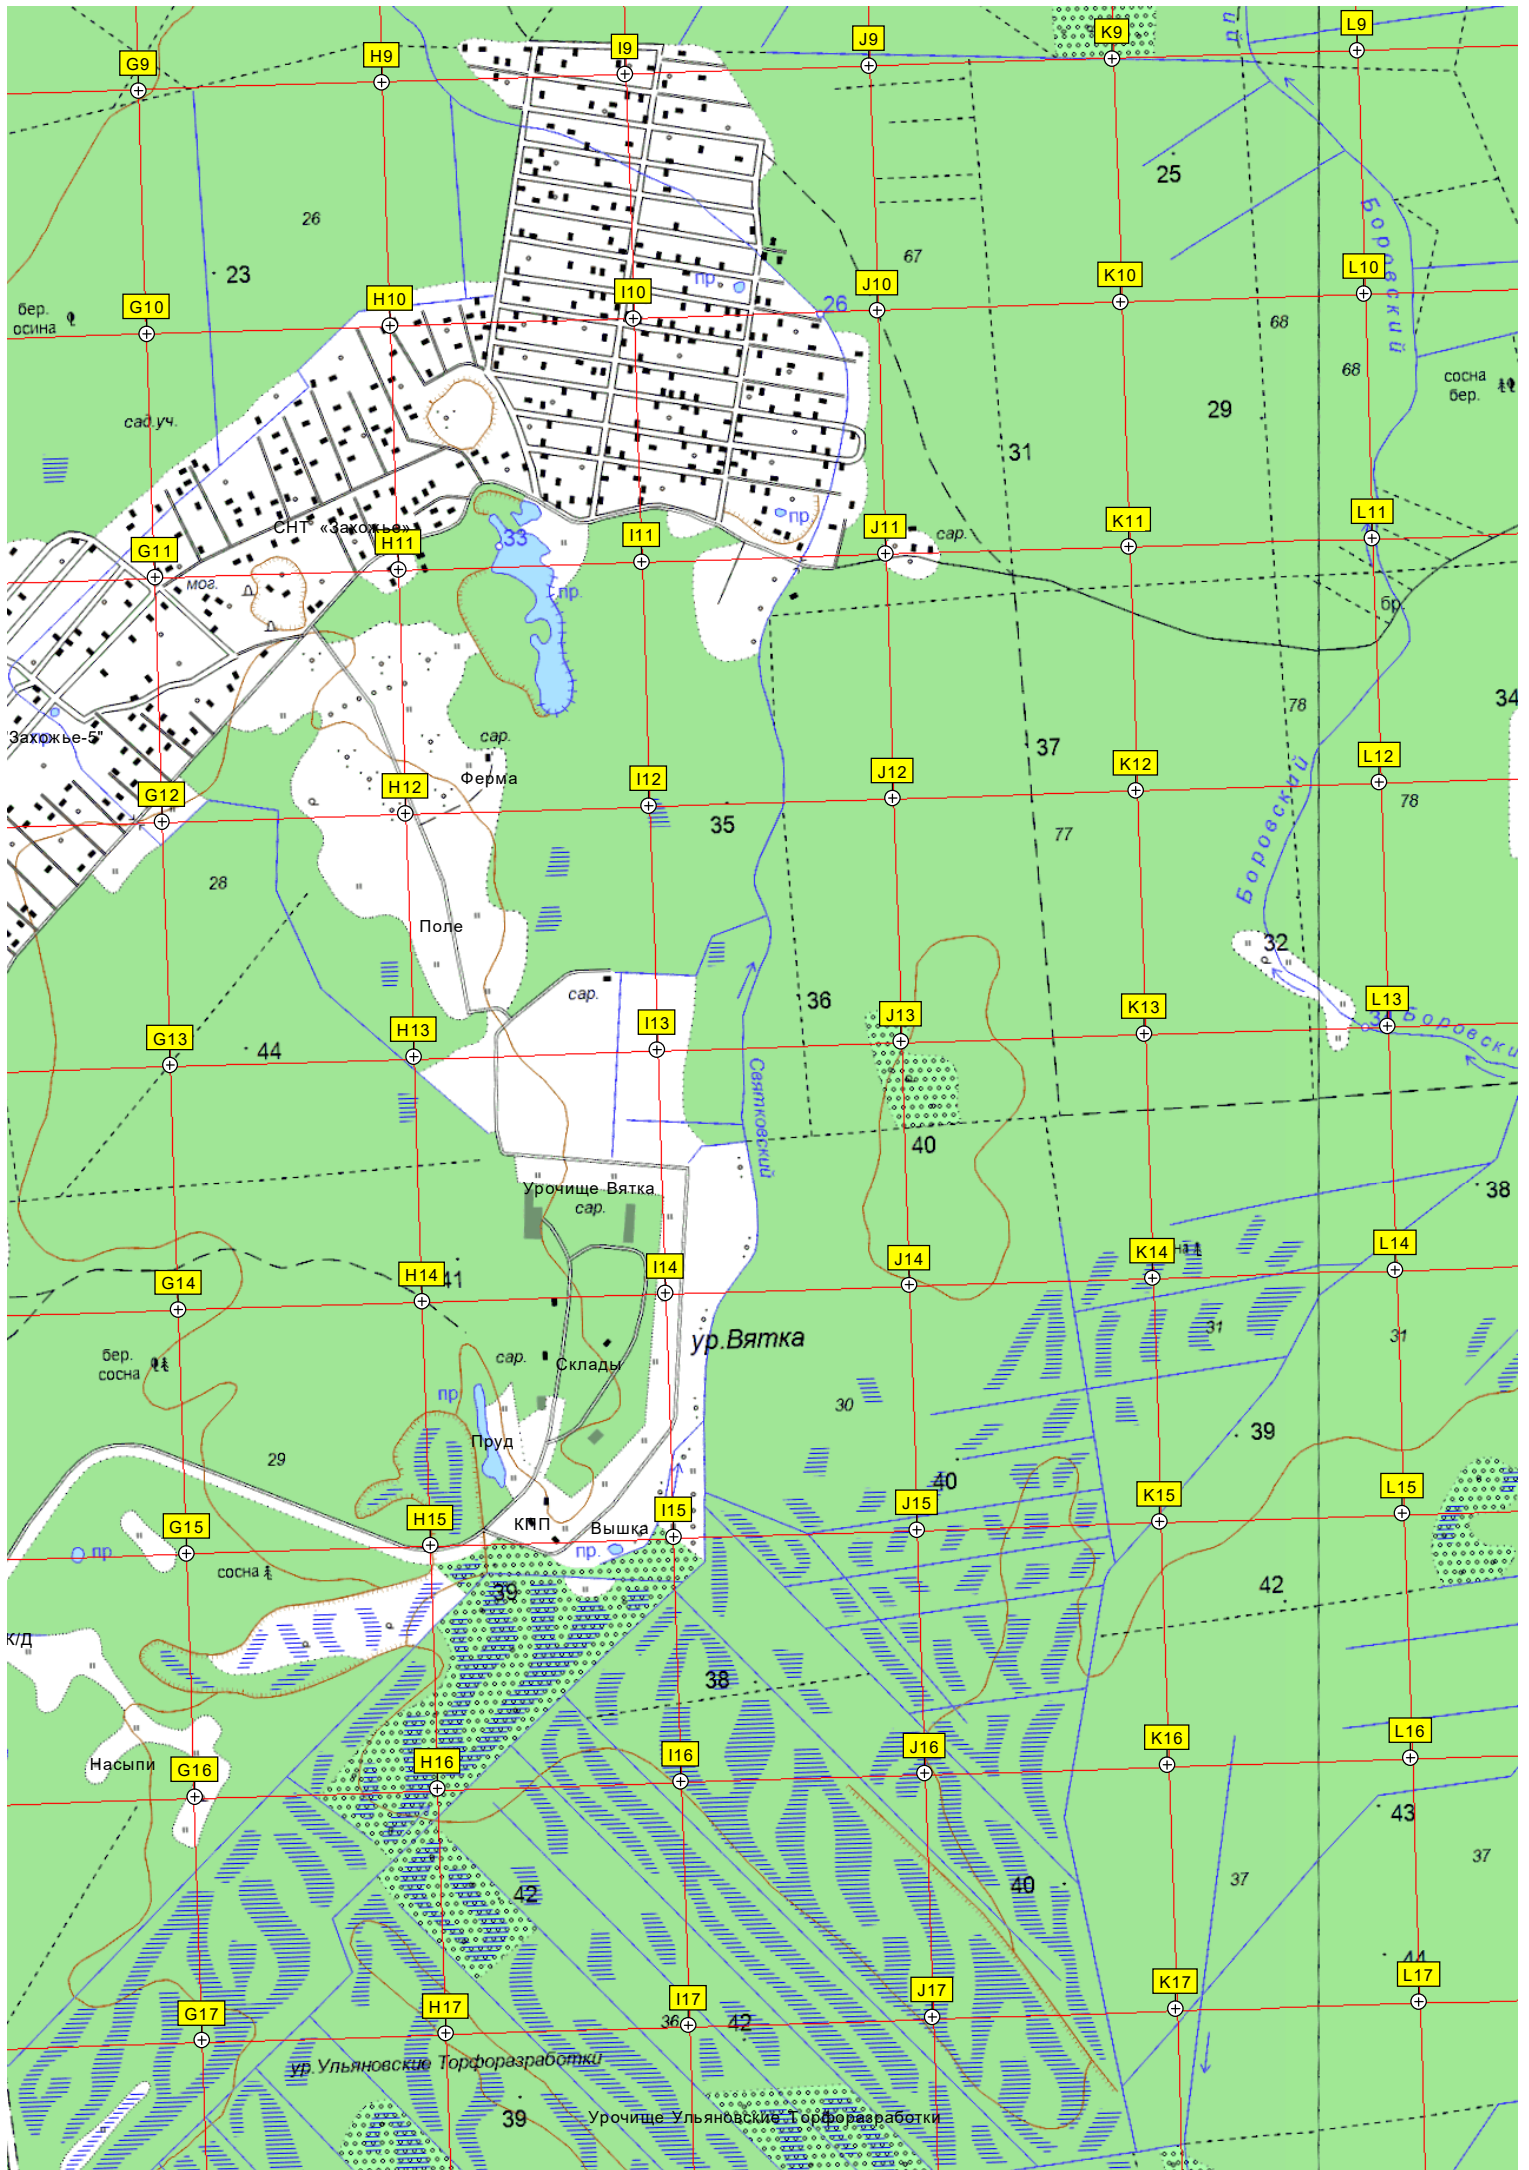 G9
H9
I9
J9
K9
L9
25
26
23
67
Боровский
пр.
G10
H10
I10
26
J10
K10
L10
бер.
осина
68
68
сосна
бер.
сад.уч.
29
31
СНТ «Захожье»
33
пр
сар.
G11
H11
I11
J11
K11
L11
мог.
пр.
бр.
78
34
Захожье-5"
сар.
37
Ферма
G12
H12
I12
J12
K12
L12
35
77
78
Боровский
28
Поле
32
сар.
36
G13
H13
I13
J13
K13
L13
Боровски
44
Святковский
40
38
Урочище Вятка
сар.
G14
H14
41
I14
J14
K14
L14
ур.Вятка
31
31
бер.
сосна
сар.
Склады
пр
30
Пруд
39
29
40
G15
H15
I15
J15
K15
L15
КПП
Вышка
пр
пр.
сосна
39
42
К/Д
38
Насыпи
G16
H16
I16
J16
K16
L16
43
37
37
42
40
44
G17
H17
I17
J17
K17
L17
36
42
ур.Ульяновские Торфоразработки
39
Урочище Ульяновские Торфоразработки